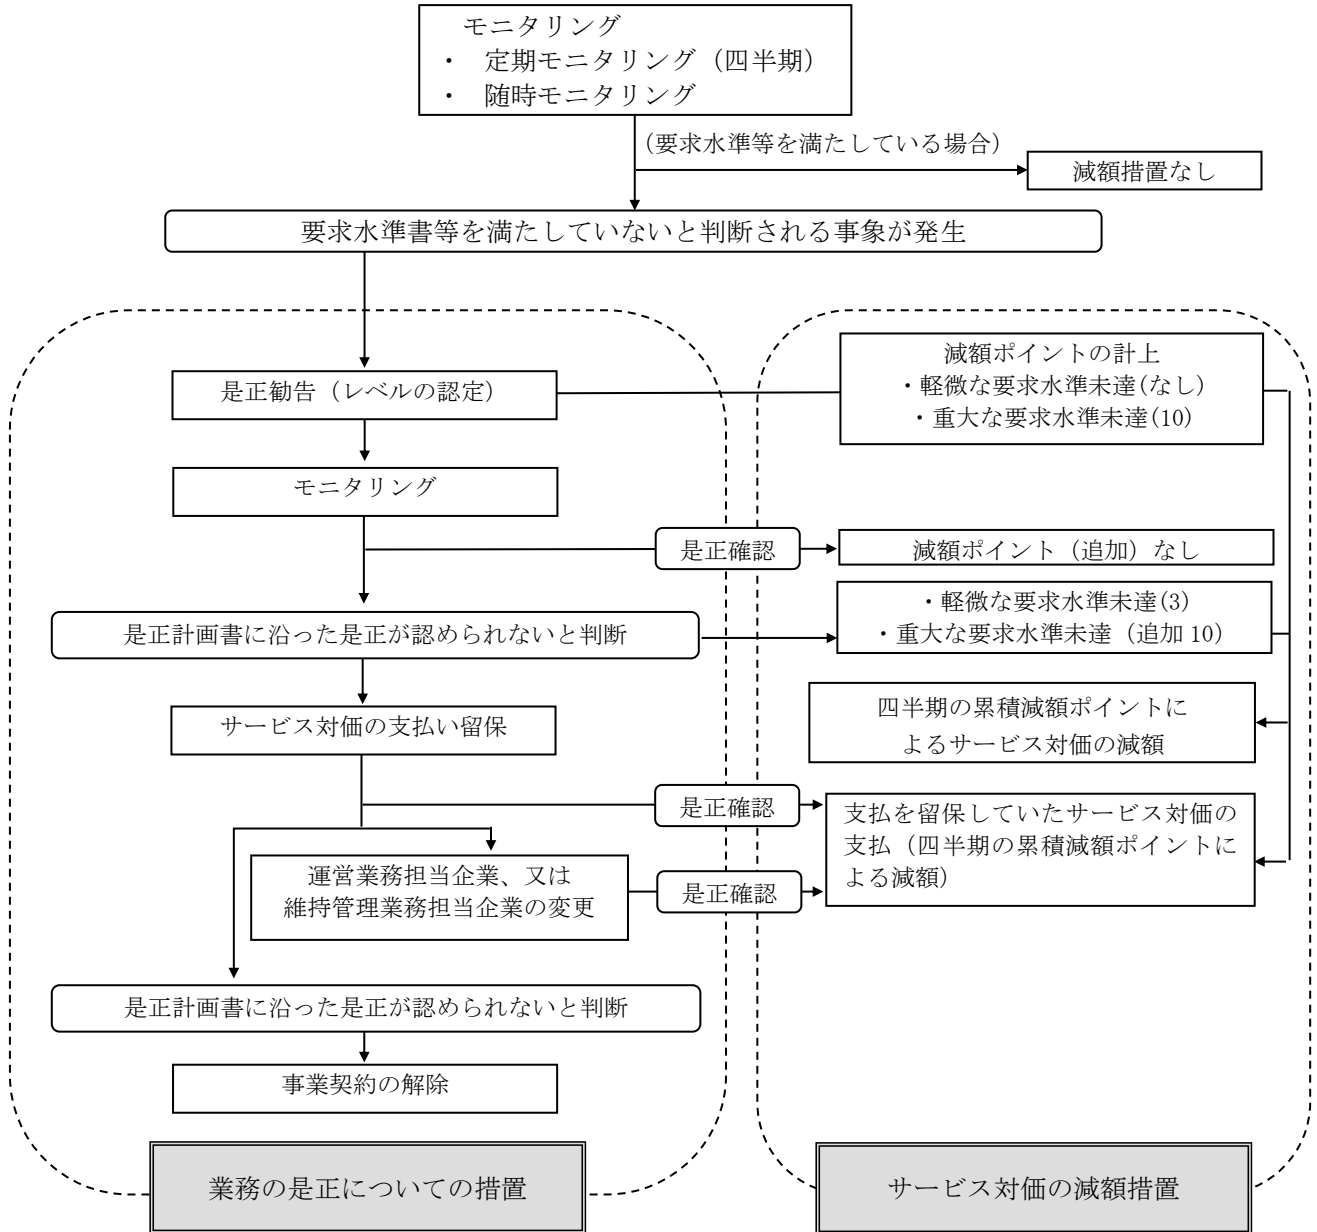 モニタリング
・ 定期モニタリング（四半期）
・ 随時モニタリング
(要求水準等を満たしている場合)
減額措置なし
要求水準書等を満たしていないと判断される事象が発生
減額ポイントの計上
・軽微な要求水準未達(なし)
・重大な要求水準未達(10)
是正勧告（レベルの認定）
モニタリング
是正確認
減額ポイント（追加）なし
・軽微な要求水準未達(3)
・重大な要求水準未達（追加 10）
是正計画書に沿った是正が認められないと判断
サービス対価の支払い留保
四半期の累積減額ポイントに
よるサービス対価の減額
是正確認
支払を留保していたサービス対価の
支払（四半期の累積減額ポイントに
よる減額）
運営業務担当企業、又は
維持管理業務担当企業の変更
是正確認
是正計画書に沿った是正が認められないと判断
事業契約の解除
業務の是正についての措置
サービス対価の減額措置